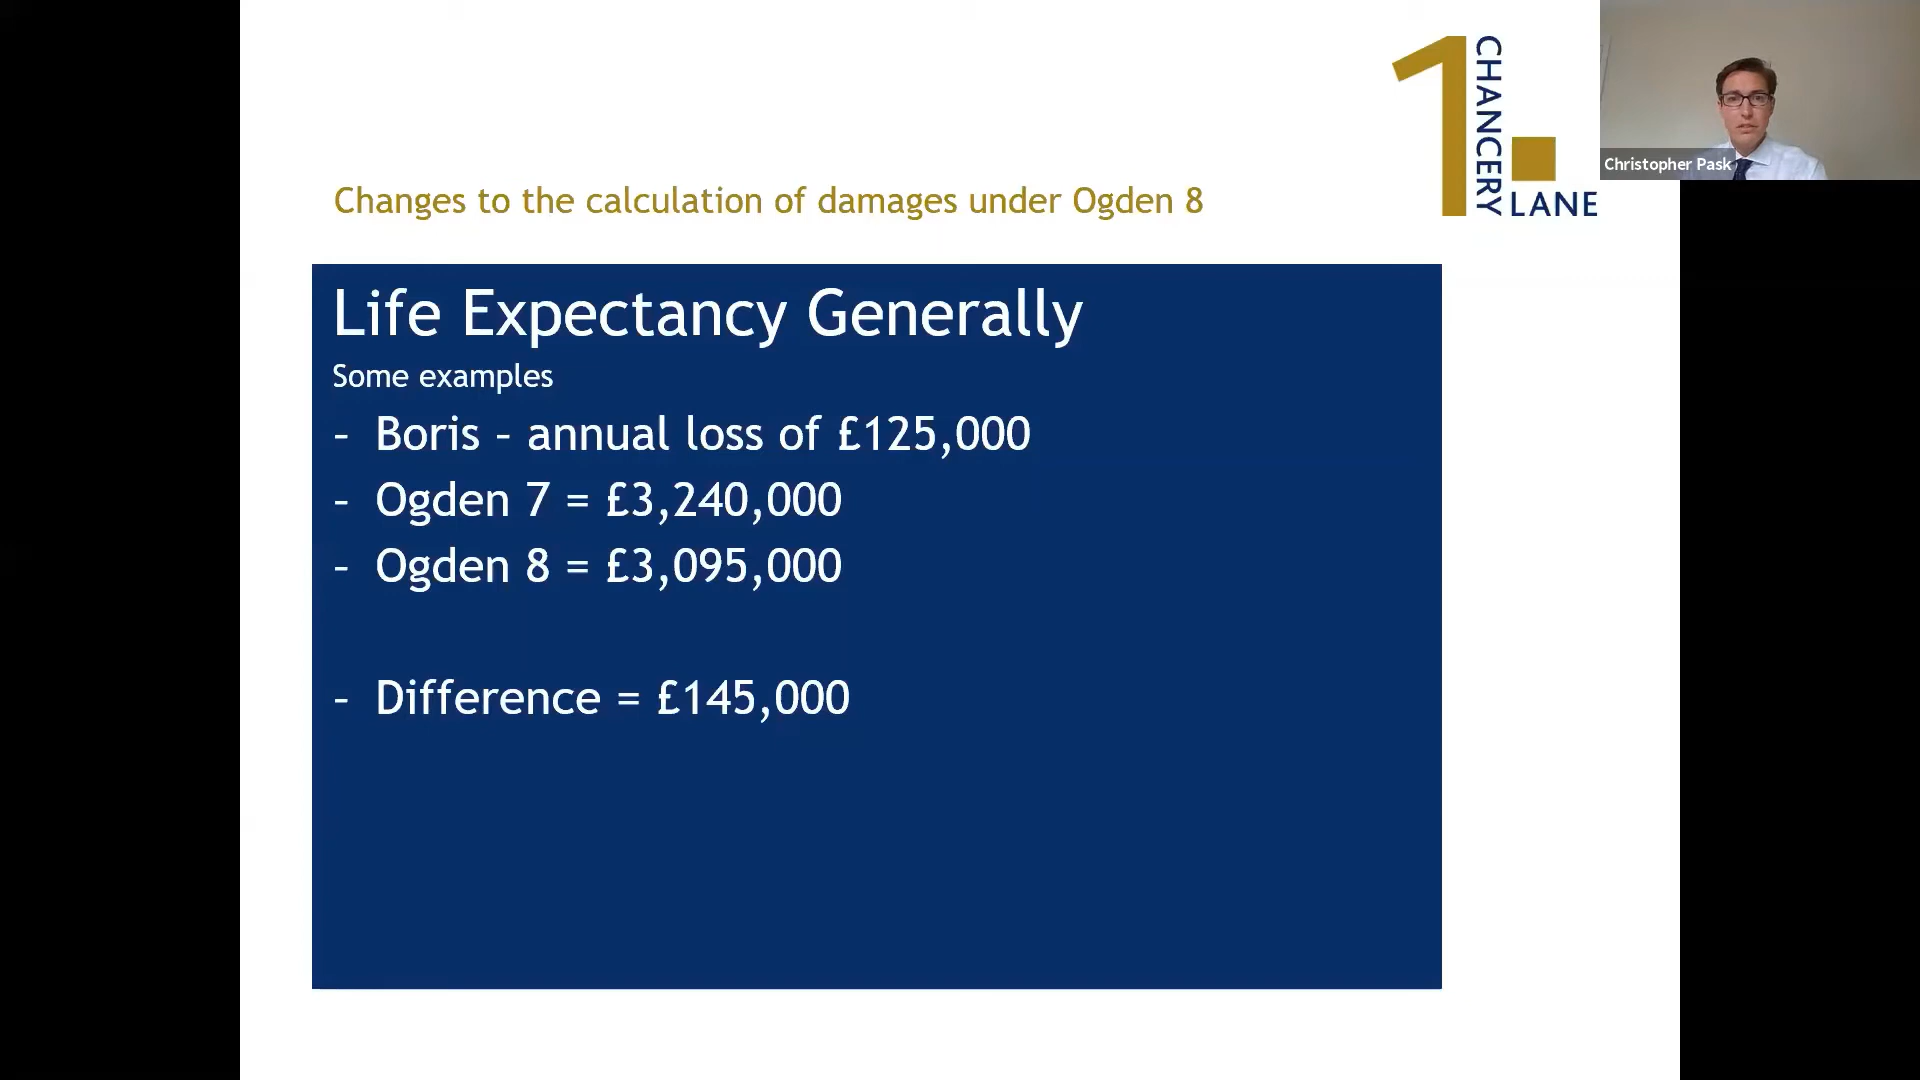 1 CHANCERY LANE
Christopher Pask
Changes to the calculation of damages under Ogden 8
Life Expectancy Generally
Some examples
- Boris – annual loss of £125,000
- Ogden 7 = £3,240,000
- Ogden 8 = £3,095,000
- Difference = £145,000